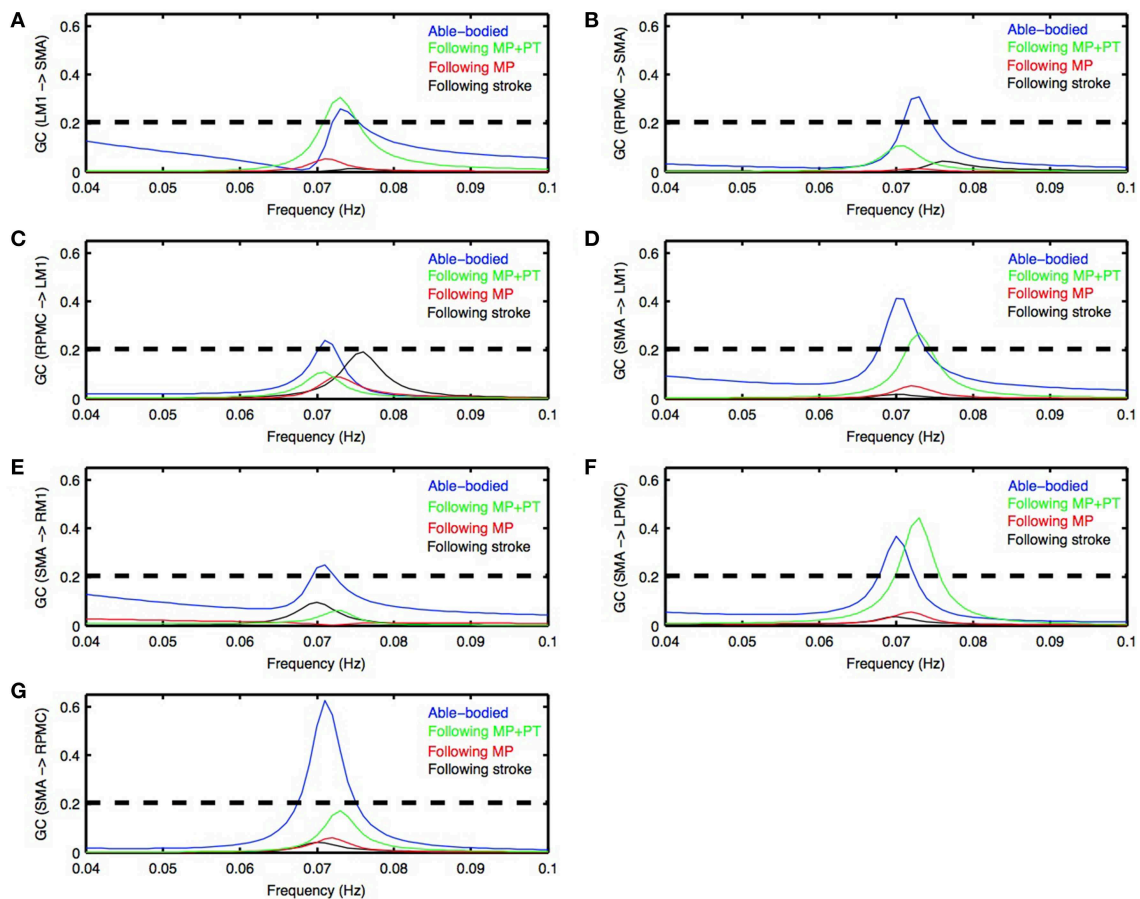 A
GC (LM1 -> SMA)
0.6
0.4
0.2
0
Able-bodied
Following MP+PT
Following MP
Following stroke
0.04 0.05 0.06 0.07 0.08 0.09 0.1
Frequency (Hz)
B
GC (RPMC -> SMA)
0.6
0.4
0.2
0
Able-bodied
Following MP+PT
Following MP
Following stroke
0.04 0.05 0.06 0.07 0.08 0.09 0.1
Frequency (Hz)
C
GC (RPMC -> LM1)
0.6
0.4
0.2
0
Able-bodied
Following MP+PT
Following MP
Following stroke
0.04 0.05 0.06 0.07 0.08 0.09 0.1
Frequency (Hz)
D
GC (SMA -> LM1)
0.6
0.4
0.2
0
Able-bodied
Following MP+PT
Following MP
Following stroke
0.04 0.05 0.06 0.07 0.08 0.09 0.1
Frequency (Hz)
E
GC (SMA -> RM1)
0.6
0.4
0.2
0
Able-bodied
Following MP+PT
Following MP
Following stroke
0.04 0.05 0.06 0.07 0.08 0.09 0.1
Frequency (Hz)
F
GC (SMA -> LPMC)
0.6
0.4
0.2
0
Able-bodied
Following MP+PT
Following MP
Following stroke
0.04 0.05 0.06 0.07 0.08 0.09 0.1
Frequency (Hz)
G
GC (SMA -> RPMC)
0.6
0.4
0.2
0
Able-bodied
Following MP+PT
Following MP
Following stroke
0.04 0.05 0.06 0.07 0.08 0.09 0.1
Frequency (Hz)